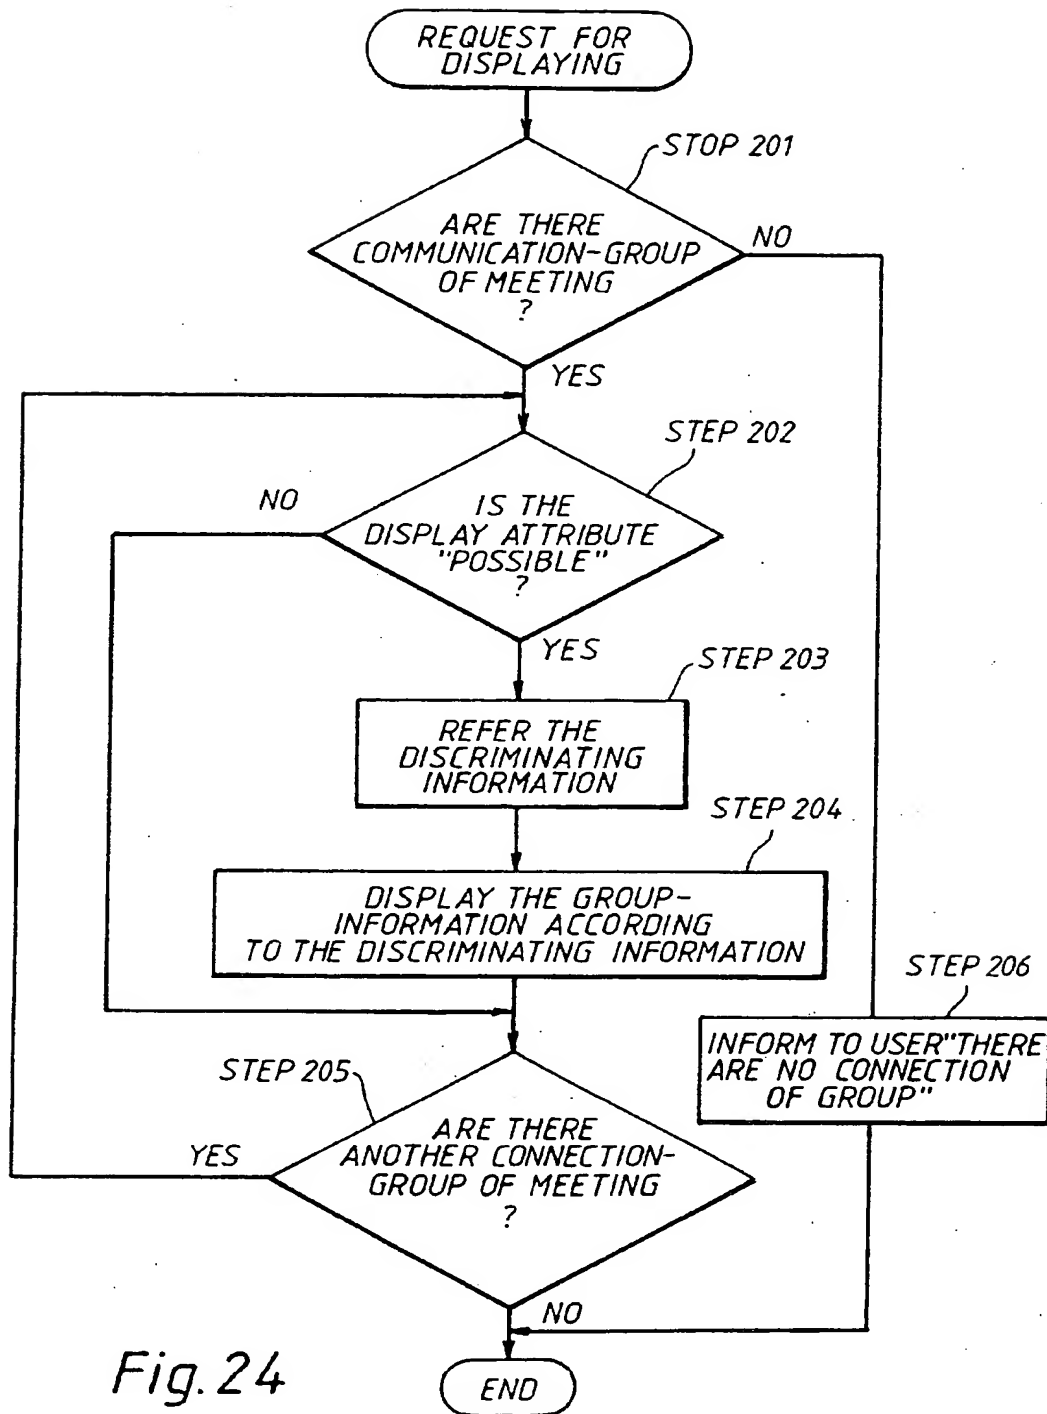 REQUEST FOR
DISPLAYING
STOP 201
ARE THERE
COMMUNICATION-GROUP
OF MEETING
?
NO
YES
STEP 202
NO
IS THE
DISPLAY ATTRIBUTE
"POSSIBLE"
?
YES
STEP 203
REFER THE
DISCRIMINATING
INFORMATION
STEP 204
DISPLAY THE GROUP-
INFORMATION ACCORDING
TO THE DISCRIMINATING INFORMATION
STEP 206
INFORM TO USER"THERE
ARE NO CONNECTION
OF GROUP"
STEP 205
YES
ARE THERE
ANOTHER CONNECTION-
GROUP OF MEETING
?
NO
END
Fig. 24